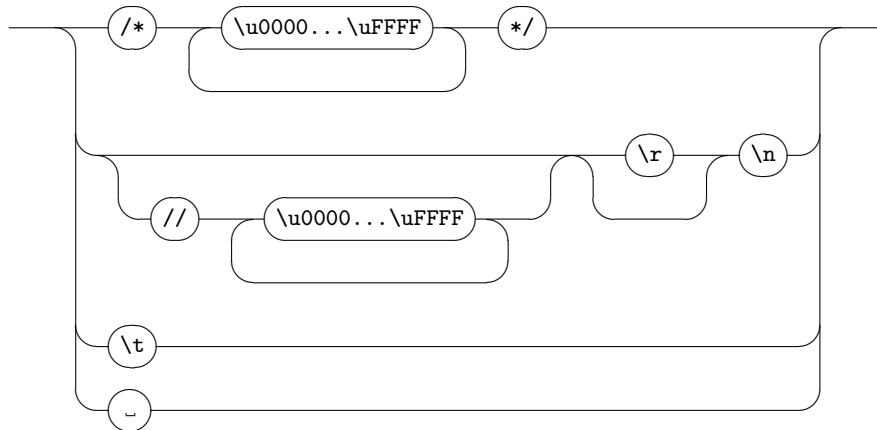 /* \u0000...\uFFFF */
\r \n
// \u0000...\uFFFF
\t
␣